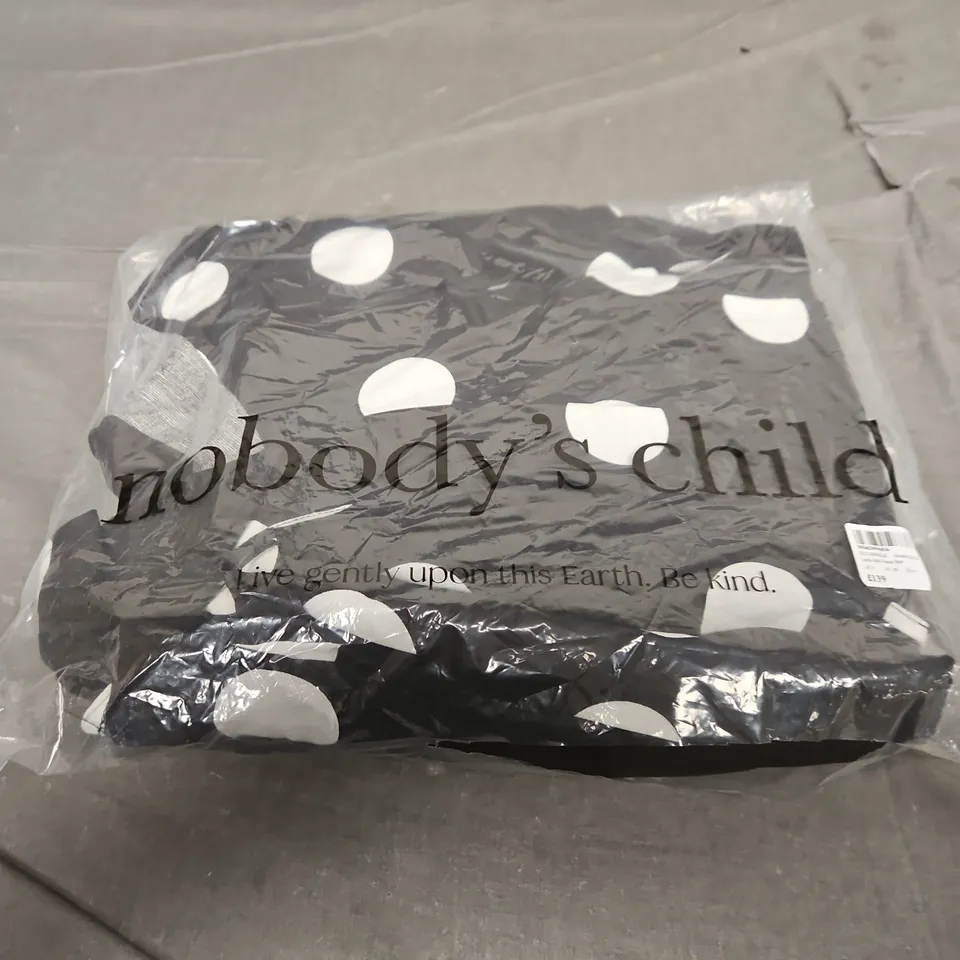 nobody's child
Live gently upon this Earth. Be kind.
£139